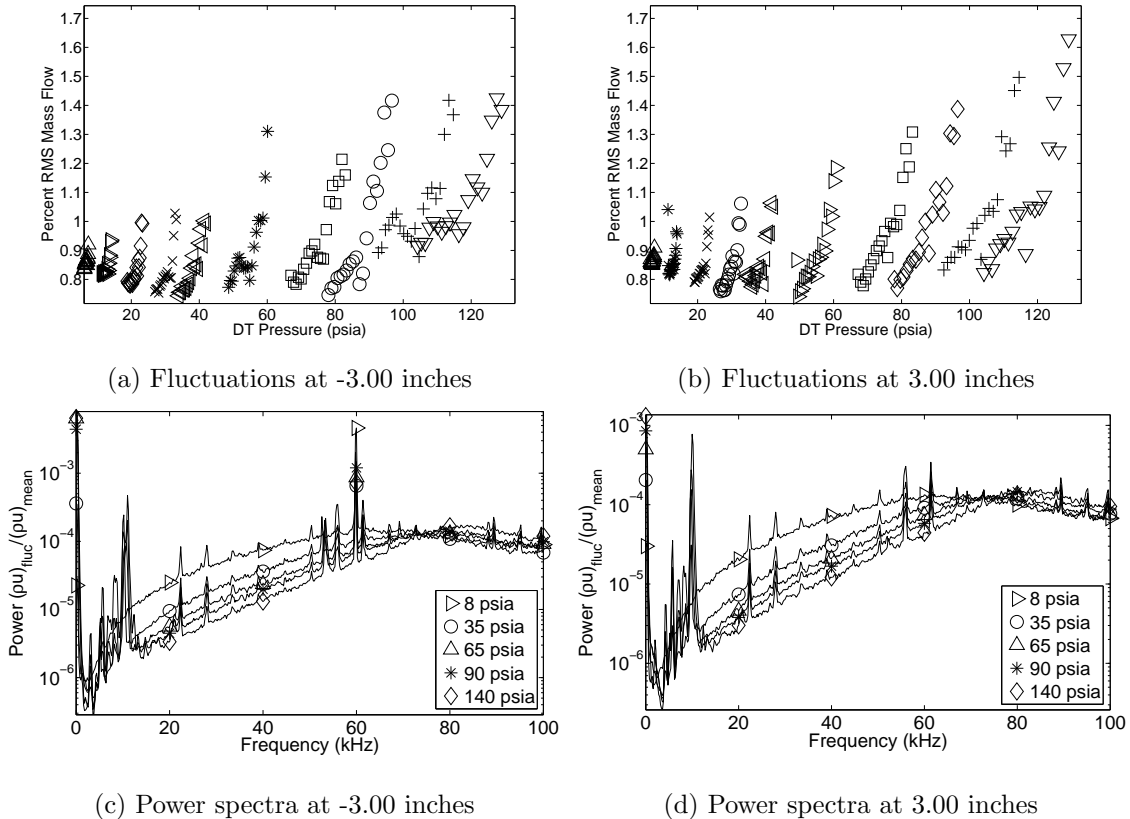 1.7
1.6
1.5
1.4
1.3
1.2
1.1
1
0.9
0.8
Percent RMS Mass Flow
20 40 60 80 100 120
DT Pressure (psia)
(a) Fluctuations at -3.00 inches
1.7
1.6
1.5
1.4
1.3
1.2
1.1
1
0.9
0.8
Percent RMS Mass Flow
20 40 60 80 100 120
DT Pressure (psia)
(b) Fluctuations at 3.00 inches
10⁻³
10⁻⁴
10⁻⁵
10⁻⁶
Power (ρu)fluc/(ρu)mean
8 psia
35 psia
65 psia
90 psia
140 psia
0 20 40 60 80 100
Frequency (kHz)
(c) Power spectra at -3.00 inches
10⁻³
10⁻⁴
10⁻⁵
10⁻⁶
Power (ρu)fluc/(ρu)mean
8 psia
35 psia
65 psia
90 psia
140 psia
0 20 40 60 80 100
Frequency (kHz)
(d) Power spectra at 3.00 inches